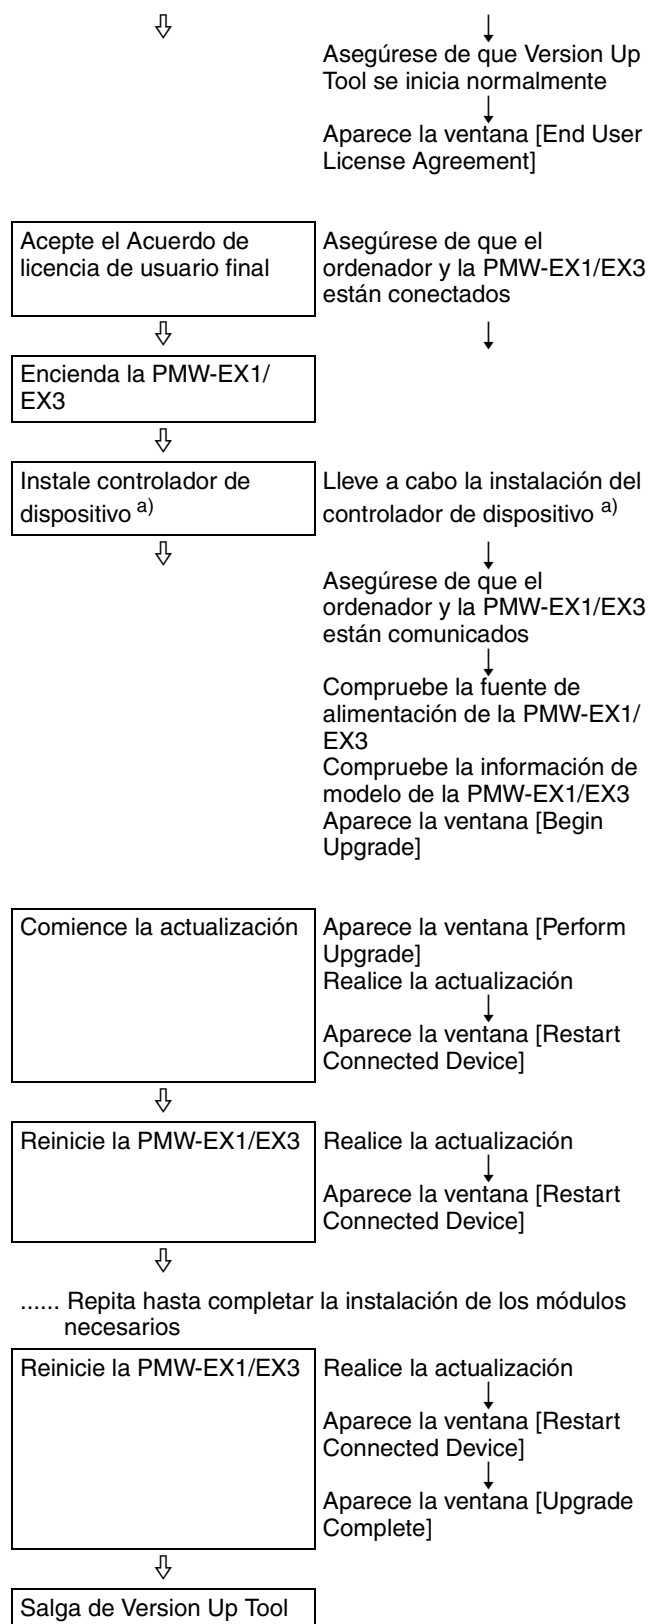 Asegúrese de que Version Up
Tool se inicia normalmente
Aparece la ventana [End User
License Agreement]
Acepte el Acuerdo de
licencia de usuario final
Asegúrese de que el
ordenador y la PMW-EX1/EX3
están conectados
Encienda la PMW-EX1/
EX3
Instale controlador de
dispositivo a)
Lleve a cabo la instalación del
controlador de dispositivo a)
Asegúrese de que el
ordenador y la PMW-EX1/EX3
están comunicados
Compruebe la fuente de
alimentación de la PMW-EX1/
EX3
Compruebe la información de
modelo de la PMW-EX1/EX3
Aparece la ventana [Begin
Upgrade]
Comience la actualización
Aparece la ventana [Perform
Upgrade]
Realice la actualización
Aparece la ventana [Restart
Connected Device]
Reinicie la PMW-EX1/EX3
Realice la actualización
Aparece la ventana [Restart
Connected Device]
...... Repita hasta completar la instalación de los módulos
necesarios
Reinicie la PMW-EX1/EX3
Realice la actualización
Aparece la ventana [Restart
Connected Device]
Aparece la ventana [Upgrade
Complete]
Salga de Version Up Tool